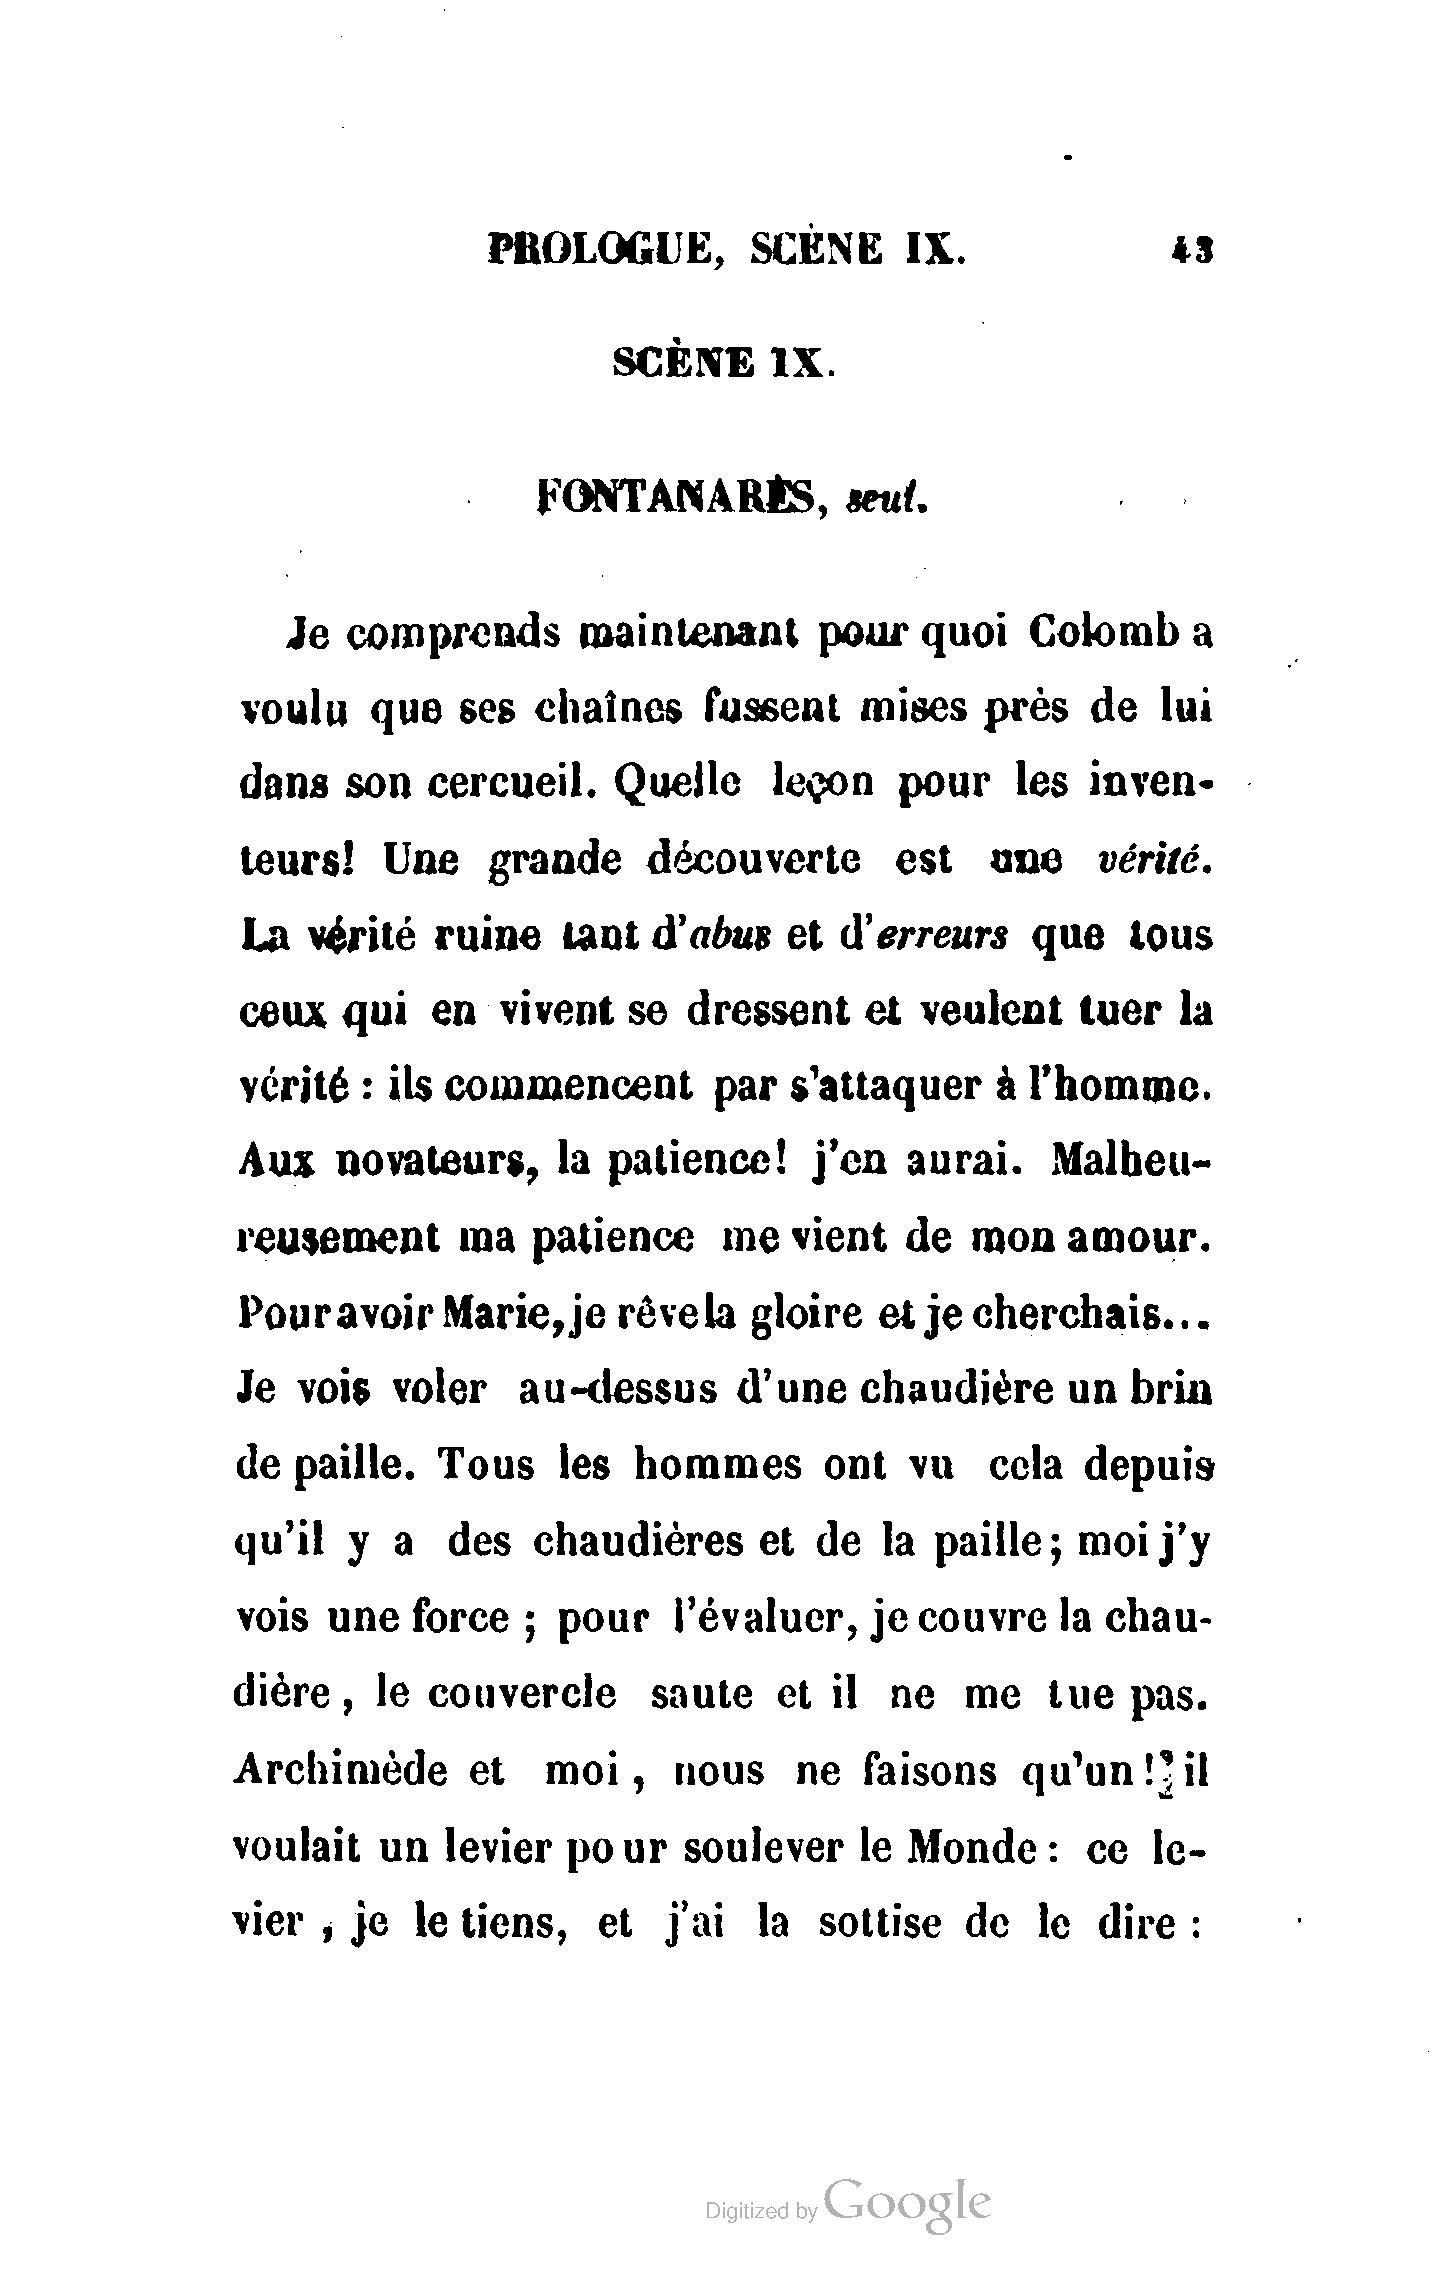 PROLOGUE, SCÈNE IX. 43
SCÈNE IX.
FONTANARÈS, seul.
Je comprends maintenant pour quoi Colomb a
voulu que ses chaînes fussent mises près de lui
dans son cercueil. Quelle leçon pour les inven-
teurs! Une grande découverte est une vérité.
La vérité ruine tant d'abus et d'erreurs que tous
ceux qui en vivent se dressent et veulent tuer la
vérité : ils commencent par s'attaquer à l'homme.
Aux novateurs, la patience! j'en aurai. Malheu-
reusement ma patience me vient de mon amour.
Pour avoir Marie, je rêve la gloire et je cherchais...
Je vois voler au-dessus d'une chaudière un brin
de paille. Tous les hommes ont vu cela depuis
qu'il y a des chaudières et de la paille; moi j'y
vois une force ; pour l'évaluer, je couvre la chau-
dière , le couvercle saute et il ne me tue pas.
Archimède et moi , nous ne faisons qu'un! il
voulait un levier pour soulever le Monde : ce le-
vier , je le tiens, et j'ai la sottise de le dire :
Digitized by Google